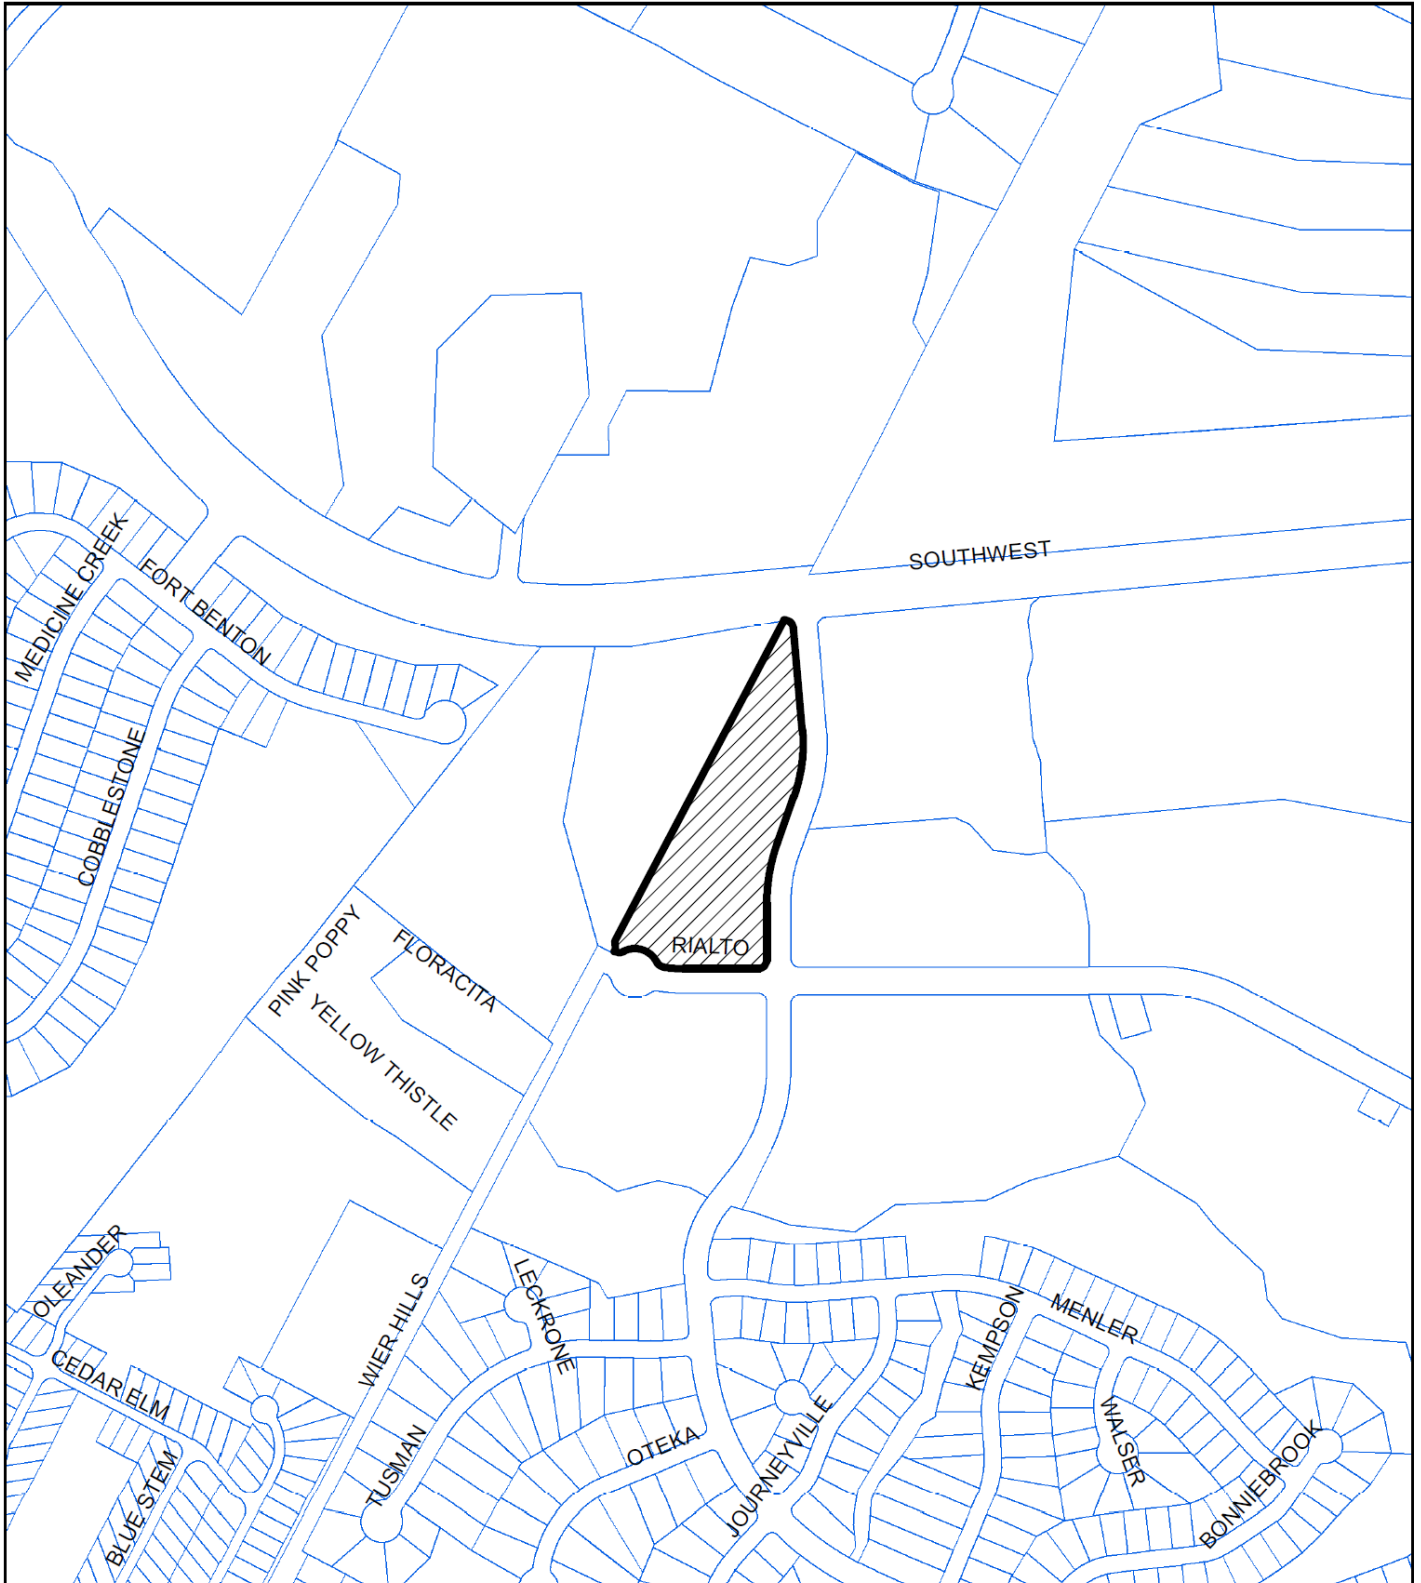 SOUTHWEST
MEDICINE CREEK
FORT BENTON
COBBLESTONE
RIALTO
PINK POPPY
FLORACITA
YELLOW THISTLE
OLEANDER
LECKRONE
WIER HILLS
KEMPSON
MENLER
CEDAR ELM
TUSMAN
OTEKA
JOURNEYVILLE
WALSER
BLUE STEM
BONNIEBROOK